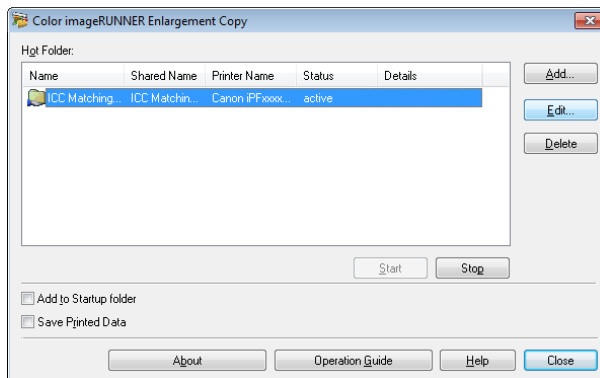 Color imageRUNNER Enlargement Copy
Hot Folder:
Name Shared Name Printer Name Status Details
ICC Matching... ICC Matchin... Canon iPFxxxx... active
Add...
Edit...
Delete
Start Stop
Add to Startup folder
Save Printed Data
About Operation Guide Help Close